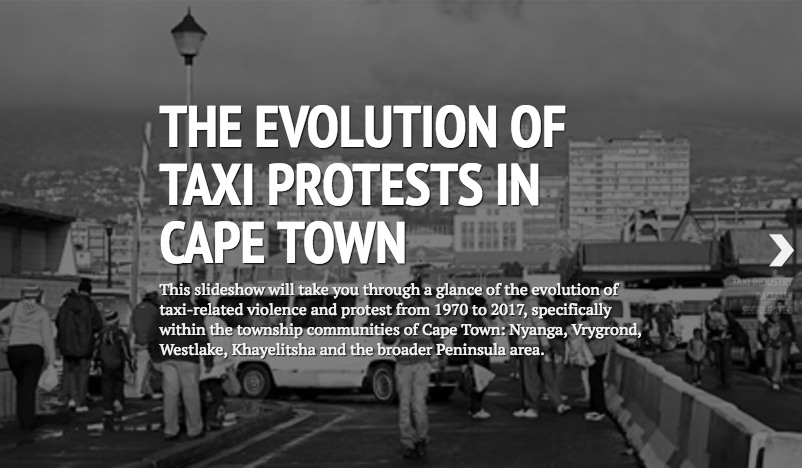 THE EVOLUTION OF
TAXI PROTESTS IN
CAPE TOWN
This slideshow will take you through a glance of the evolution of
taxi-related violence and protest from 1970 to 2017, specifically
within the township communities of Cape Town: Nyanga, Vrygrond,
Westlake, Khayelitsha and the broader Peninsula area.
TAXI INDUSTRY